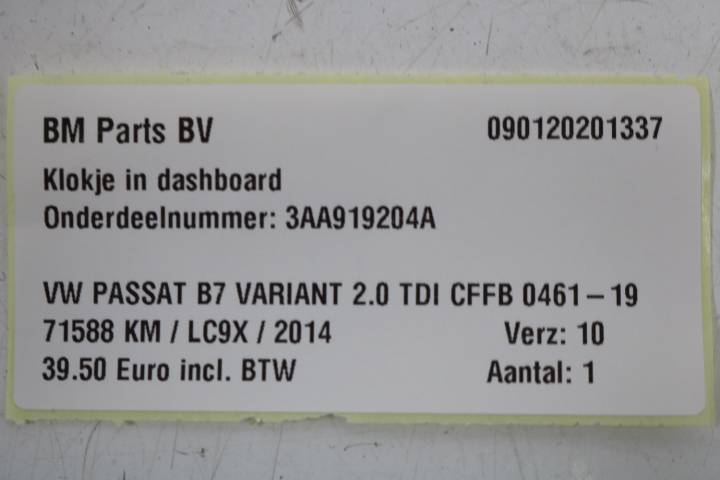 BM Parts BV 090120201337
Klokje in dashboard
Onderdeelnummer: 3AA919204A
VW PASSAT B7 VARIANT 2.0 TDI CFFB 0461-19
71588 KM / LC9X / 2014 Verz: 10
39.50 Euro incl. BTW Aantal: 1